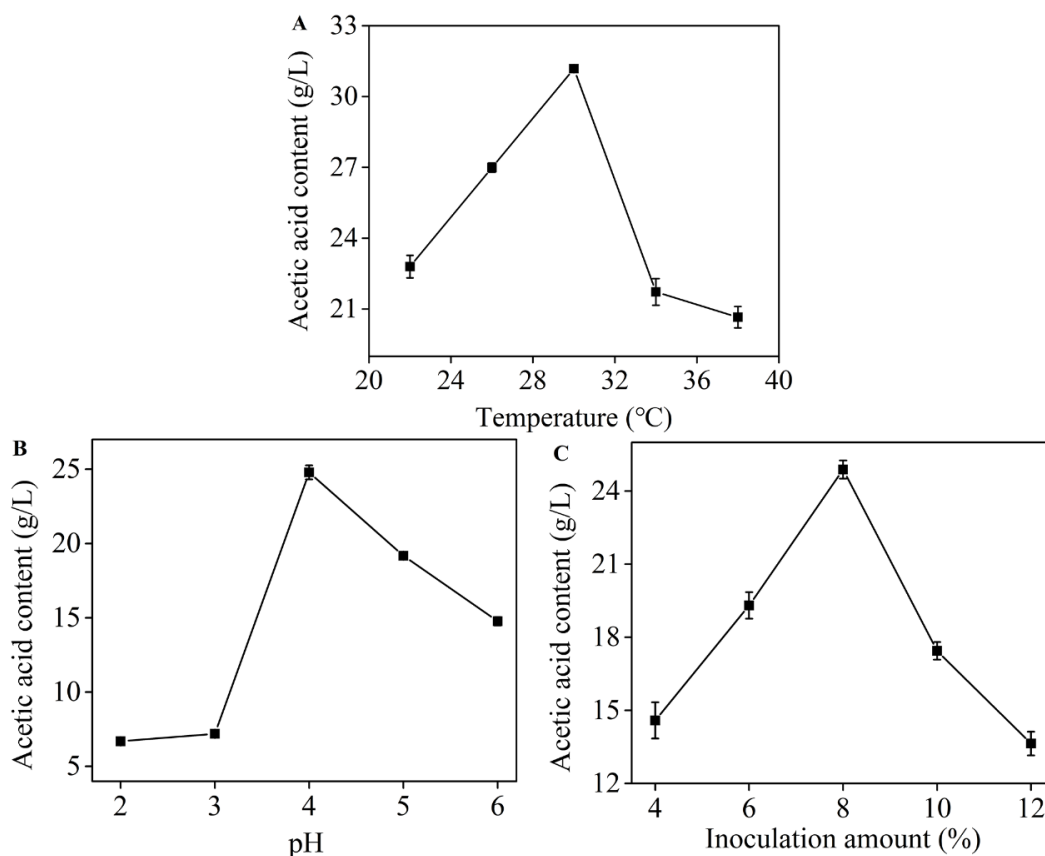 A
Acetic acid content (g/L)
33
30
27
24
21
20 24 28 32 36 40
Temperature (°C)
B
Acetic acid content (g/L)
25
20
15
10
5
2 3 4 5 6
pH
C
Acetic acid content (g/L)
24
21
18
15
12
4 6 8 10 12
Inoculation amount (%)